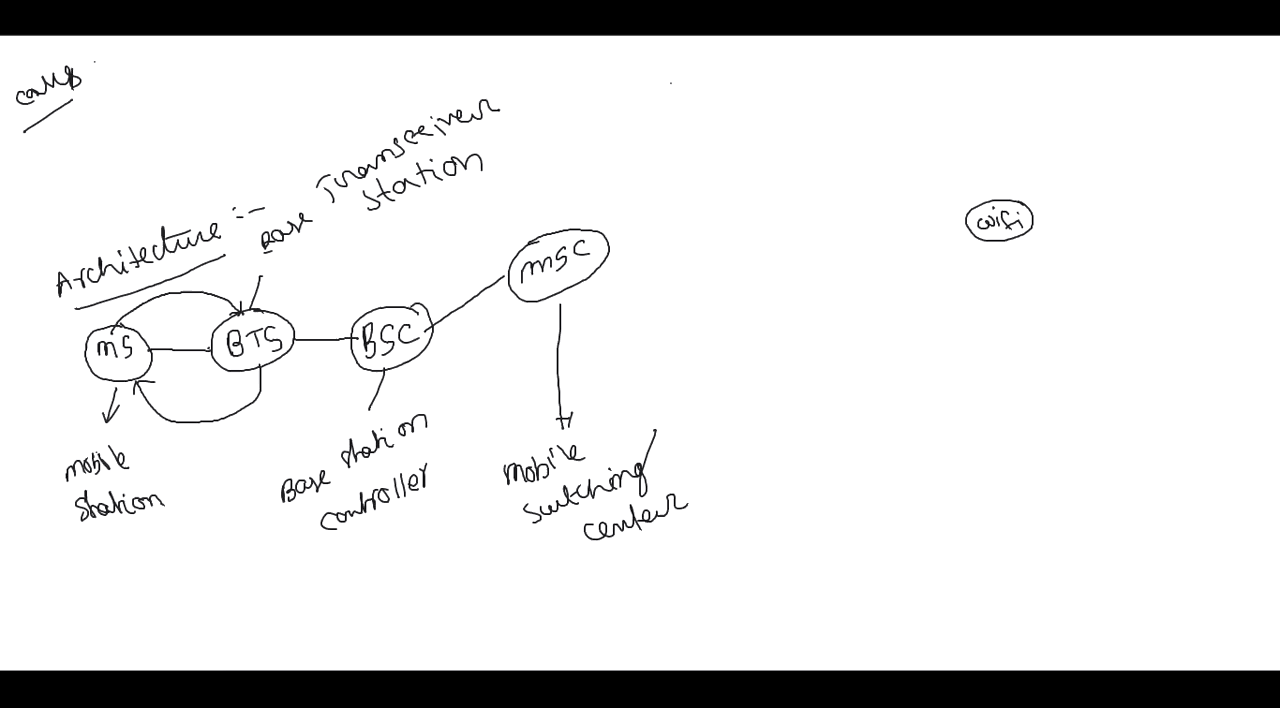 calls
Architecture :-
Base Transceiver
station
wifi
MS
BTS
BSC
MSC
mobile
station
Base station
controller
mobile
switching
center